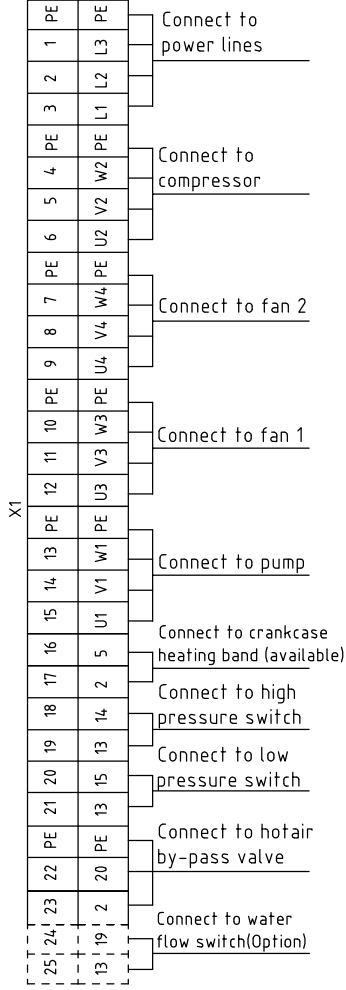 X1
PE PE
1 L3
2 L2
3 L1
Connect to
power lines
PE PE
4 W2
5 V2
6 U2
Connect to
compressor
PE PE
7 W4
8 V4
9 U4
Connect to fan 2
PE PE
10 W3
11 V3
12 U3
Connect to fan 1
PE PE
13 W1
14 V1
15 U1
Connect to pump
16 5
17 2
Connect to crankcase
heating band (available)
18 14
19 13
Connect to high
pressure switch
20 15
21 13
Connect to low
pressure switch
PE PE
22 20
23 2
Connect to hotair
by-pass valve
24 19
25 13
Connect to water
flow switch(Option)